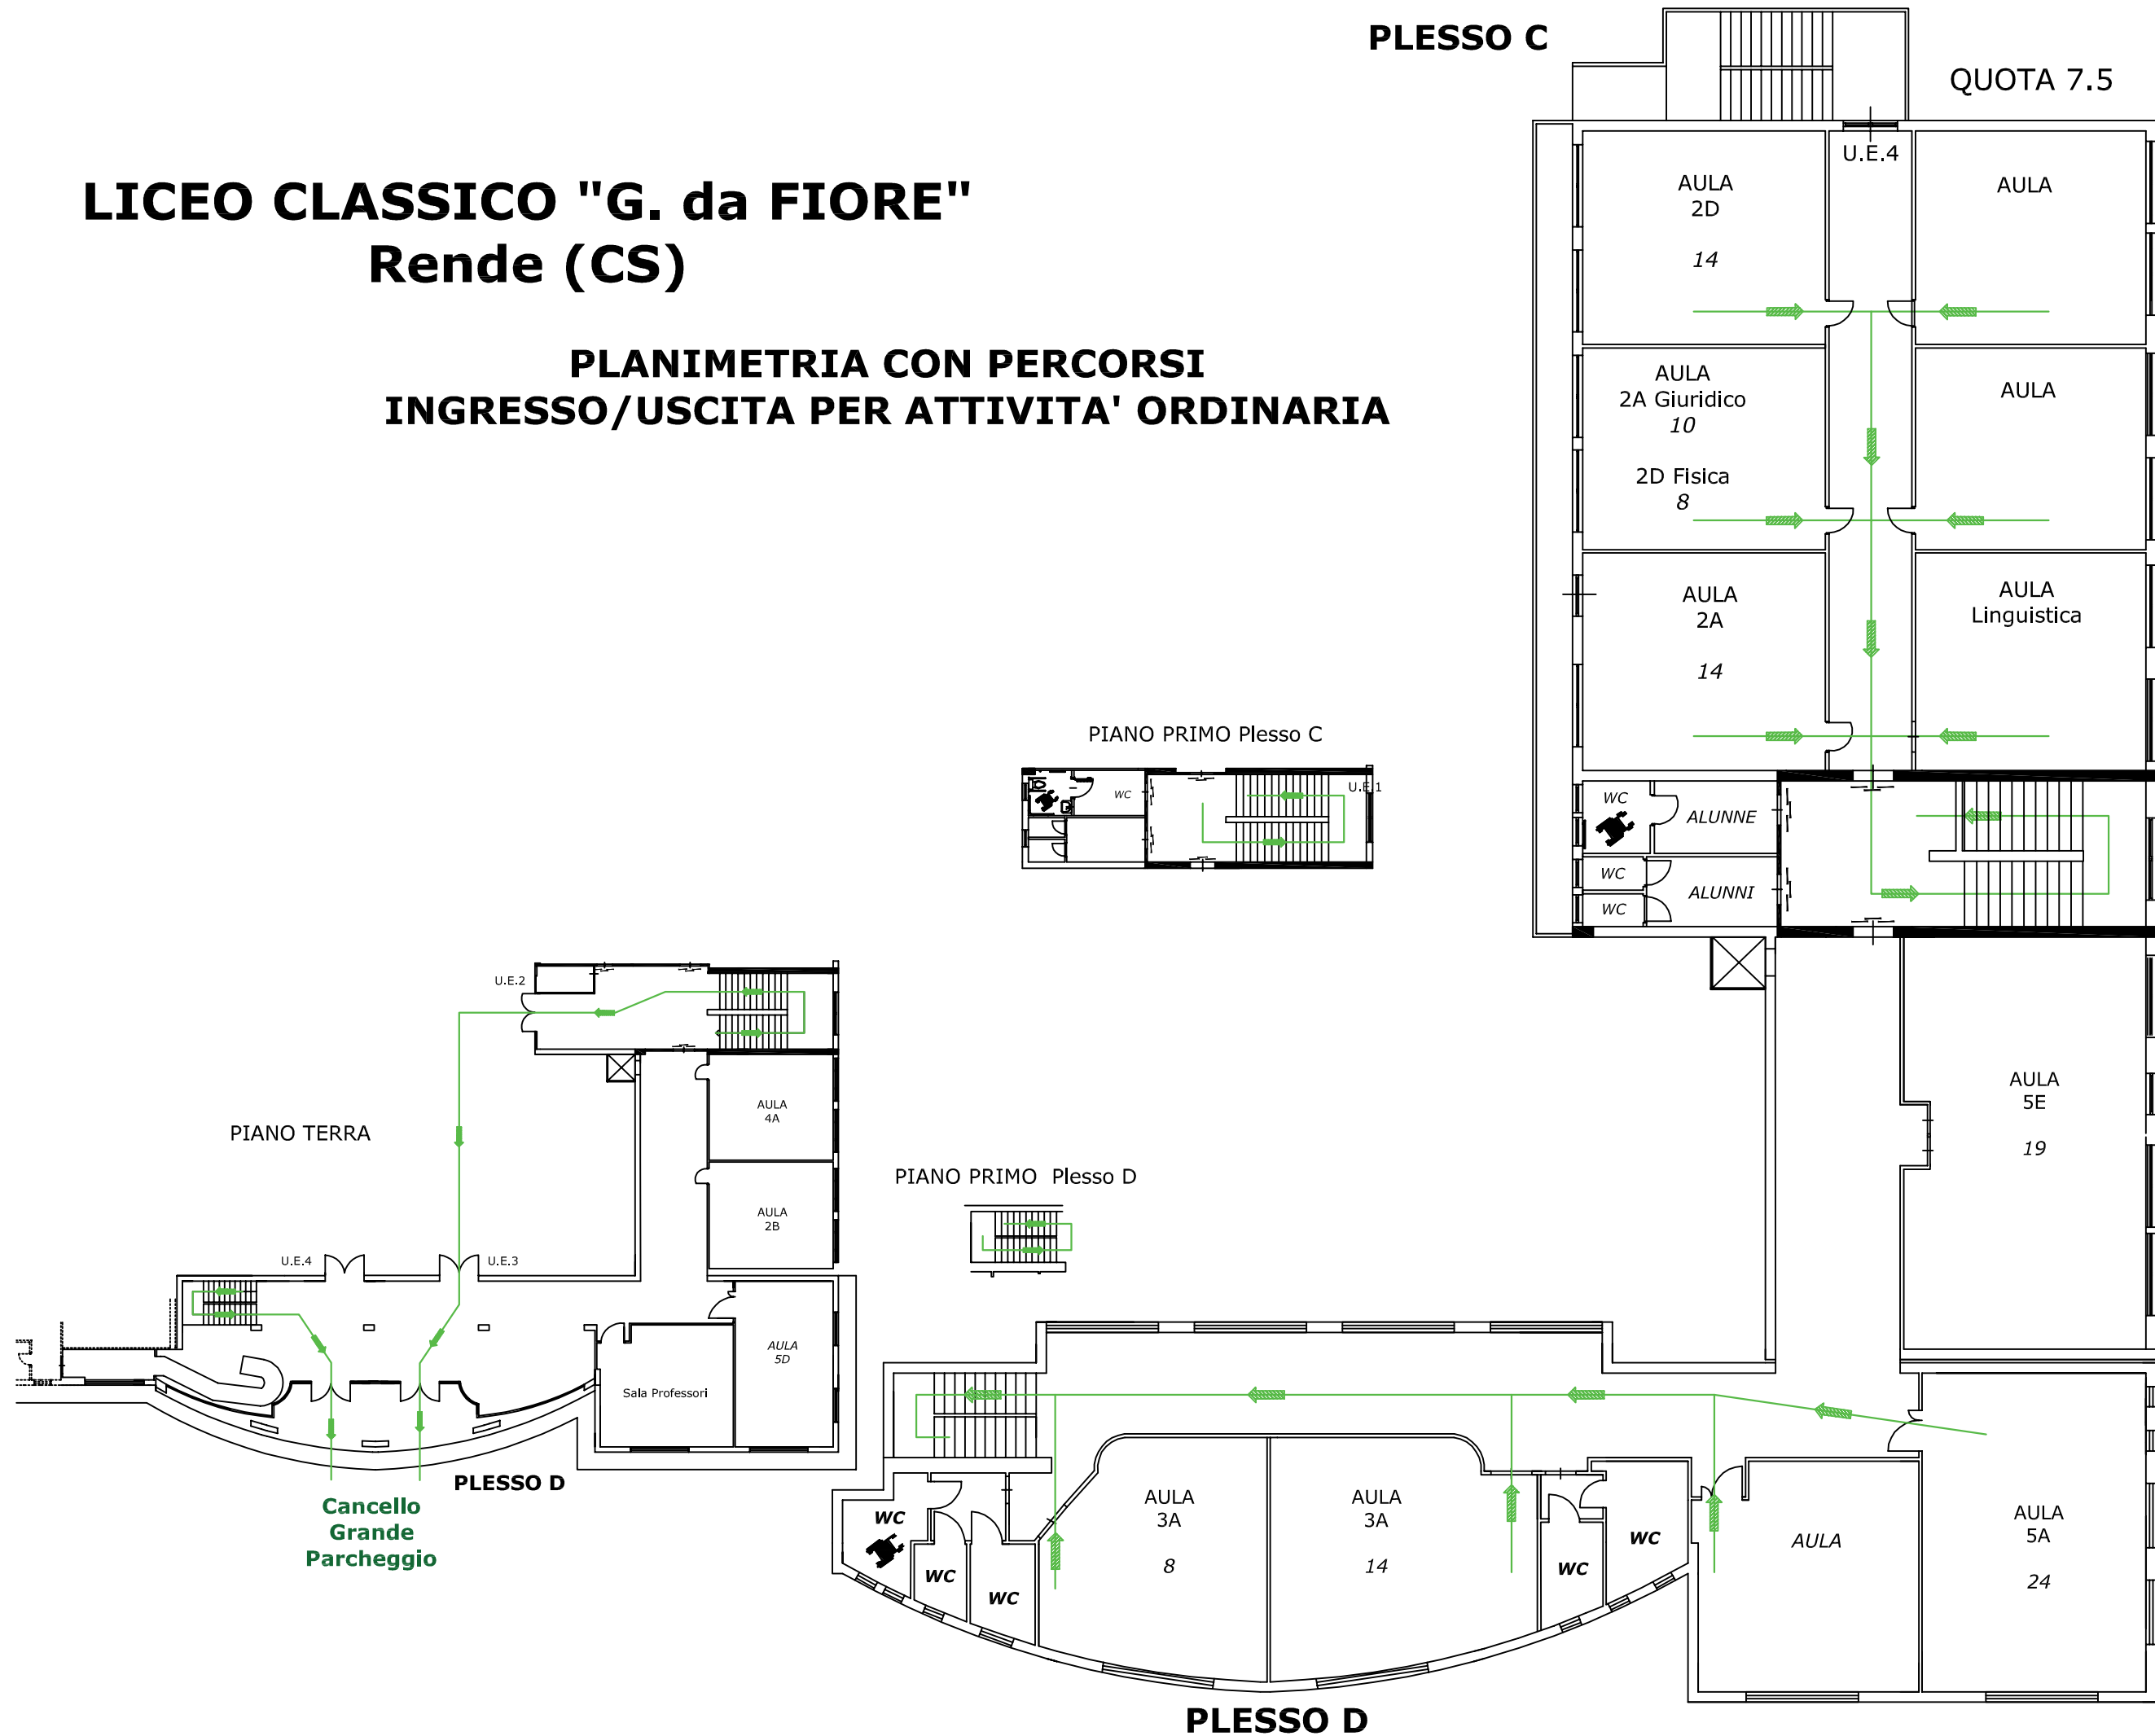 PLESSO C
QUOTA 7.5
LICEO CLASSICO "G. da FIORE"
Rende (CS)
PLANIMETRIA CON PERCORSI
INGRESSO/USCITA PER ATTIVITA' ORDINARIA
U.E.4
AULA
2D
14
AULA
AULA
2A Giuridico
10
2D Fisica
8
AULA
AULA
2A
14
AULA
Linguistica
WC
ALUNNE
WC
ALUNNI
WC
PIANO PRIMO Plesso C
WC
U.E.1
U.E.2
PIANO TERRA
AULA
4A
AULA
2B
U.E.4
U.E.3
AULA
5D
Sala Professori
PLESSO D
Cancello
Grande
Parcheggio
PIANO PRIMO Plesso D
AULA
5E
19
WC
WC
WC
AULA
3A
8
AULA
3A
14
WC
WC
AULA
AULA
5A
24
PLESSO D